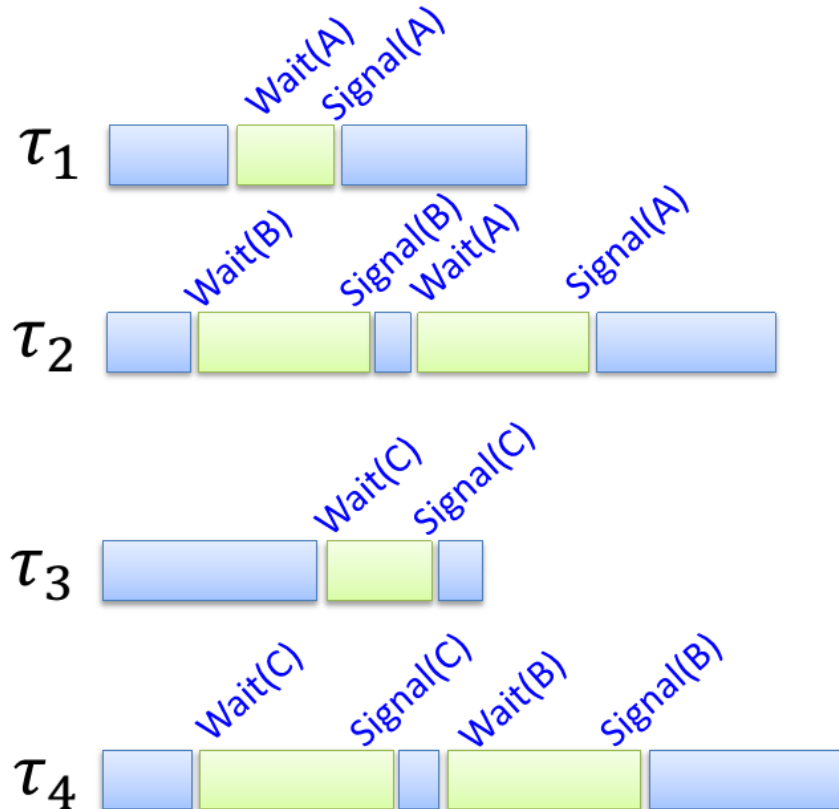 Wait(A) Signal(A)
τ1
Wait(B) Signal(B) Wait(A) Signal(A)
τ2
Wait(C) Signal(C)
τ3
Wait(C) Signal(C) Wait(B) Signal(B)
τ4